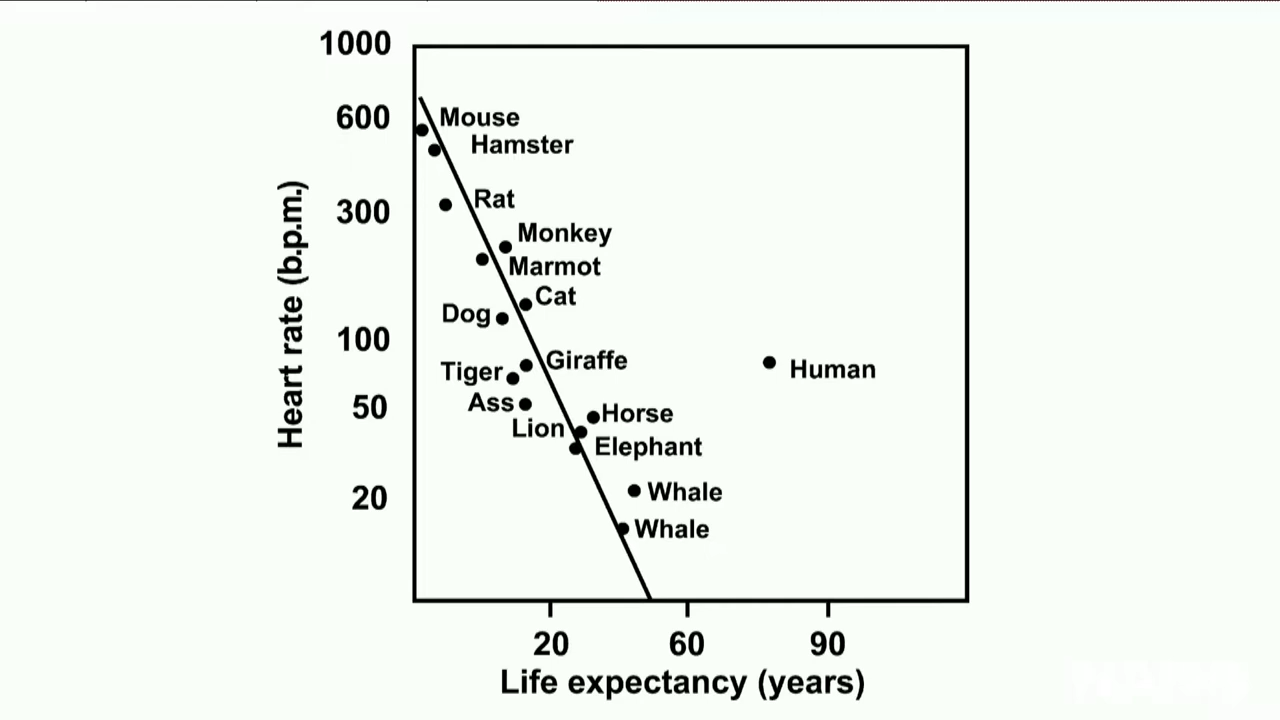 1000
600
300
100
50
20
Heart rate (b.p.m.)
Mouse
Hamster
Rat
Monkey
Marmot
Cat
Dog
Giraffe
Tiger
Human
Ass
Horse
Lion
Elephant
Whale
Whale
20 60 90
Life expectancy (years)